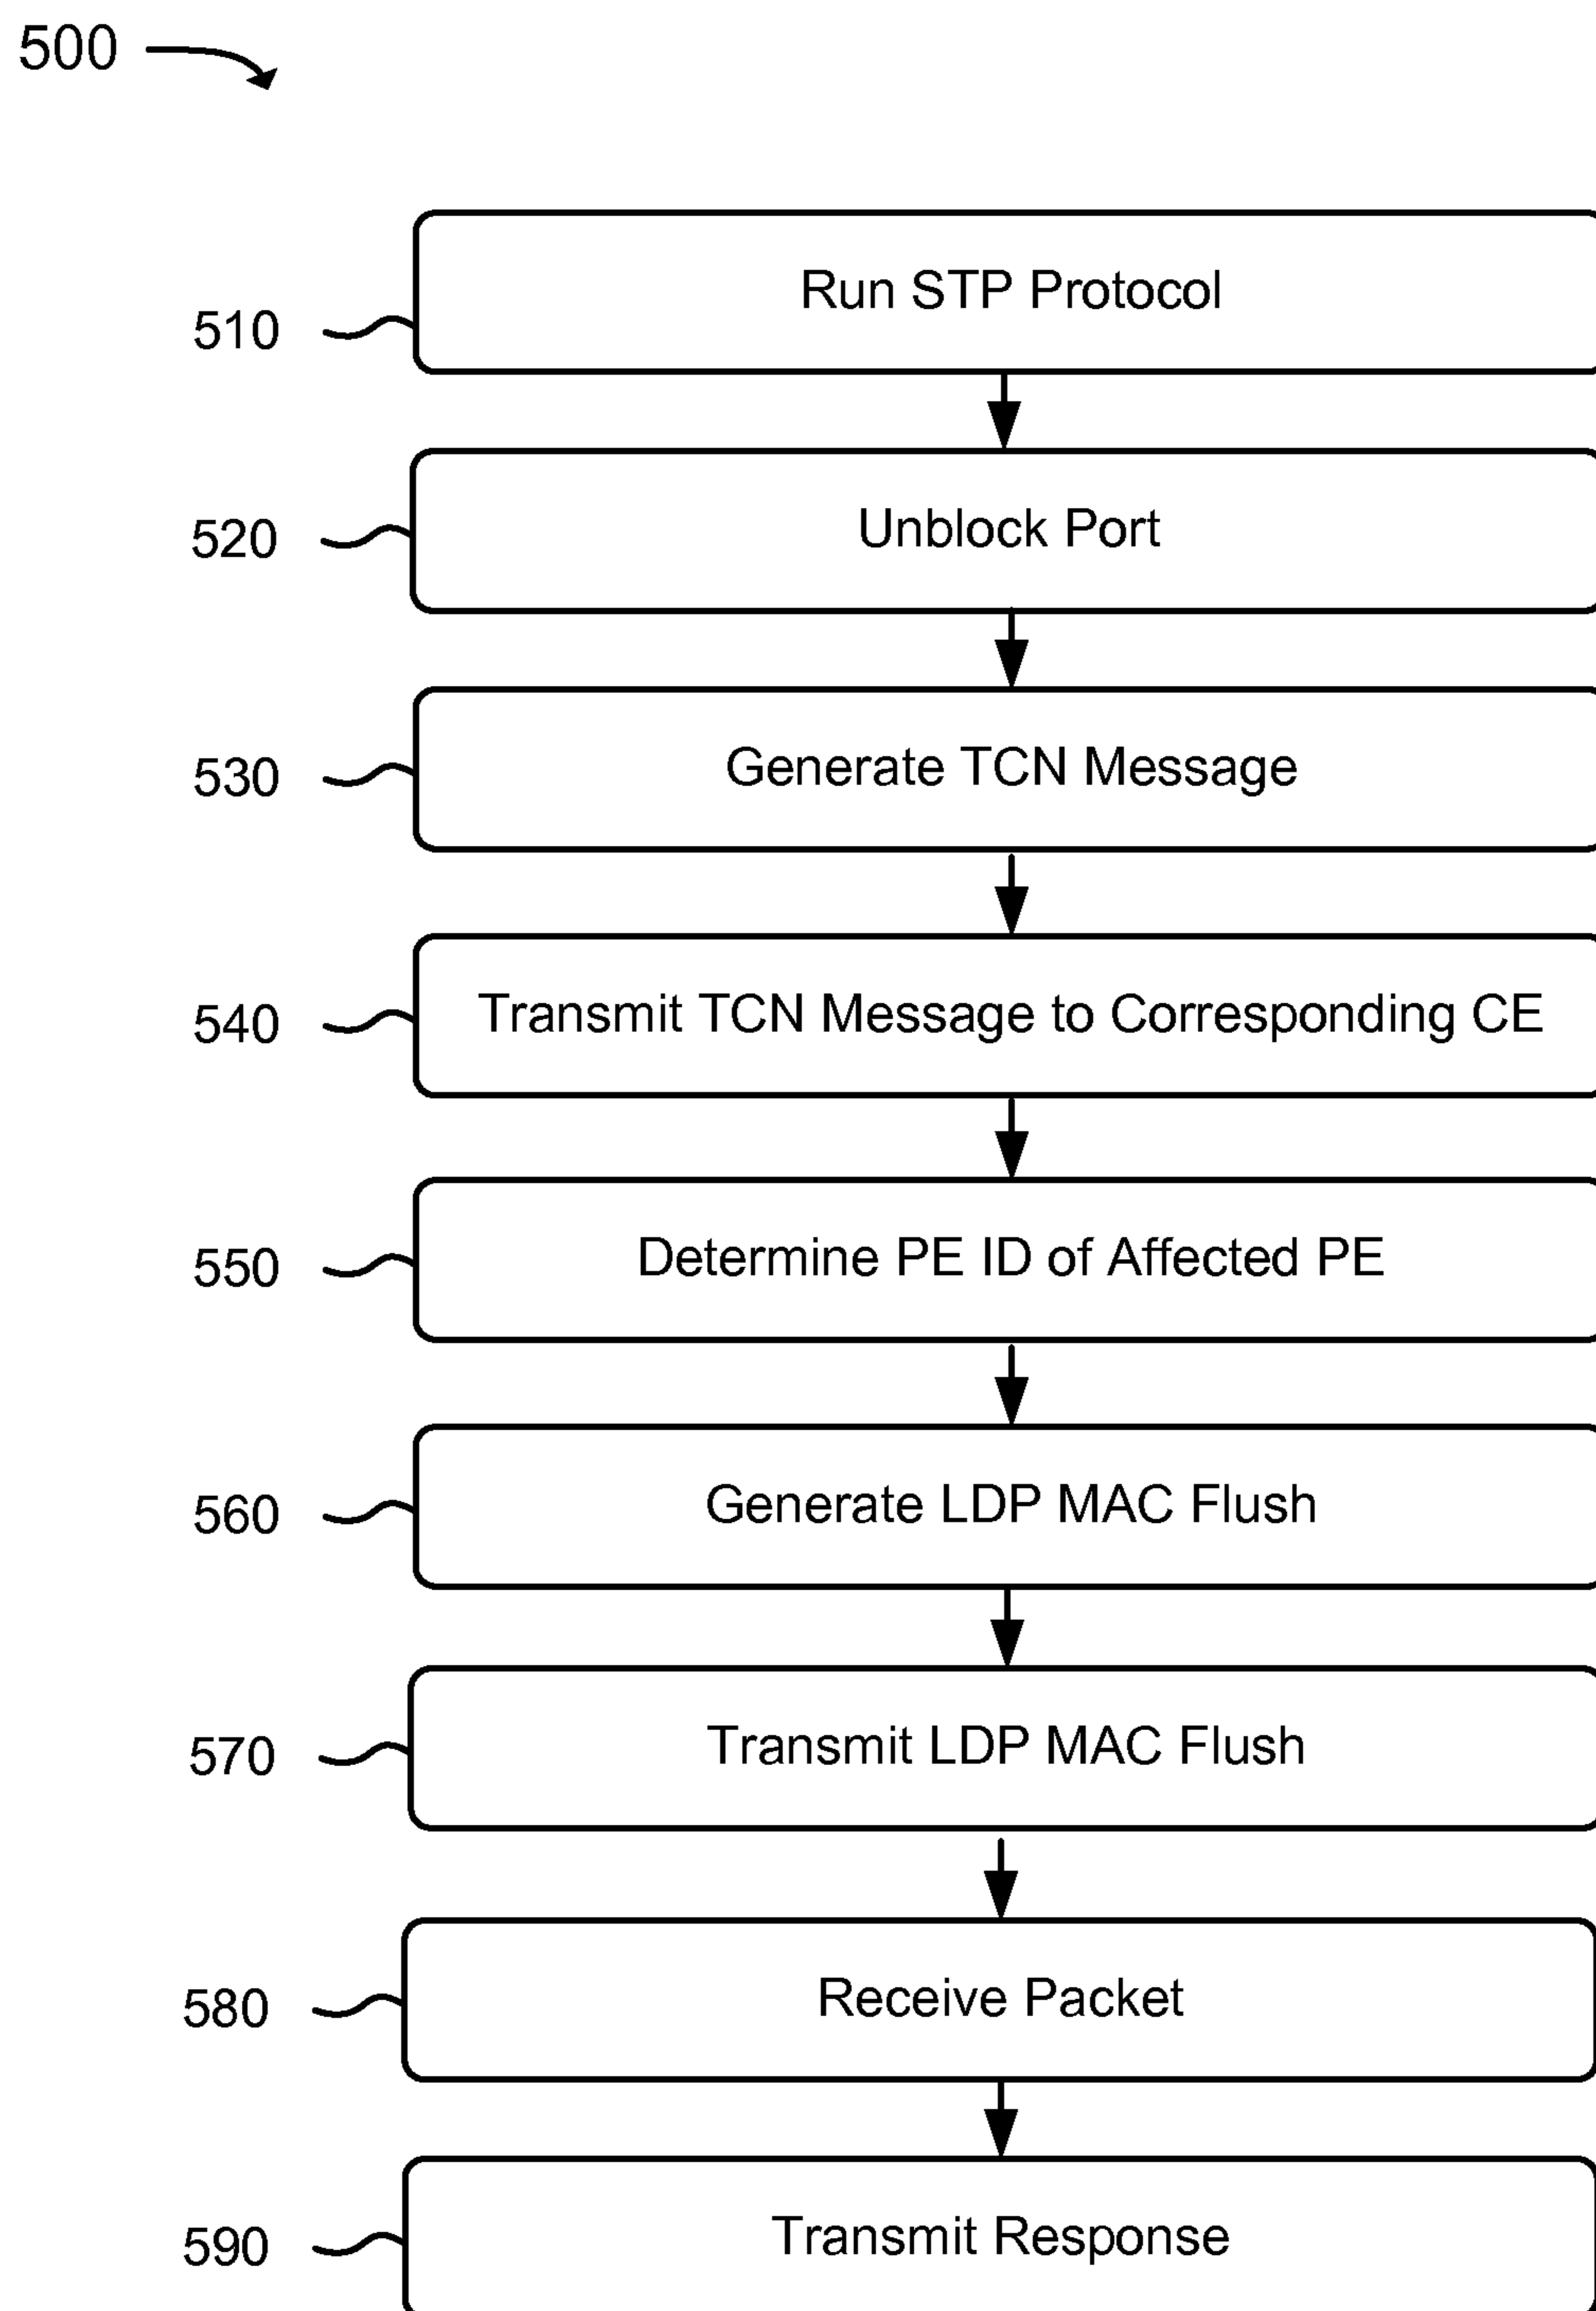 500
Run STP Protocol
510
Unblock Port
520
Generate TCN Message
530
Transmit TCN Message to Corresponding CE
540
Determine PE ID of Affected PE
550
Generate LDP MAC Flush
560
Transmit LDP MAC Flush
570
Receive Packet
580
Transmit Response
590